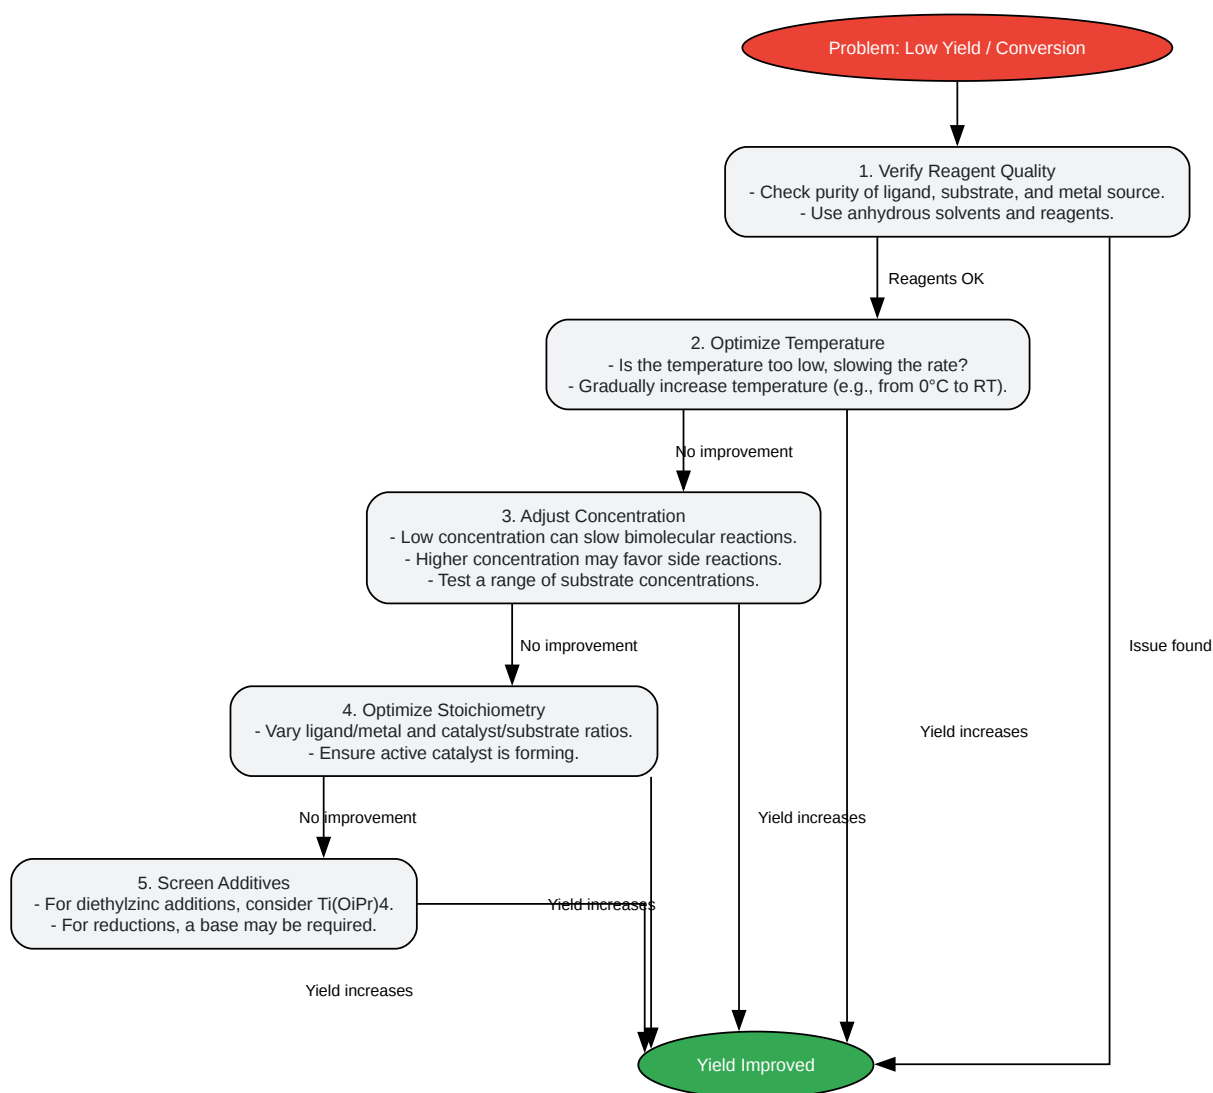 Problem: Low Yield / Conversion
1. Verify Reagent Quality
- Check purity of ligand, substrate, and metal source.
- Use anhydrous solvents and reagents.
Reagents OK
2. Optimize Temperature
- Is the temperature too low, slowing the rate?
- Gradually increase temperature (e.g., from 0°C to RT).
No improvement
3. Adjust Concentration
- Low concentration can slow bimolecular reactions.
- Higher concentration may favor side reactions.
- Test a range of substrate concentrations.
No improvement
Issue found
4. Optimize Stoichiometry
- Vary ligand/metal and catalyst/substrate ratios.
- Ensure active catalyst is forming.
Yield increases
No improvement
Yield increases
5. Screen Additives
- For diethylzinc additions, consider Ti(OiPr)4.
- For reductions, a base may be required.
Yield increases
Yield increases
Yield Improved